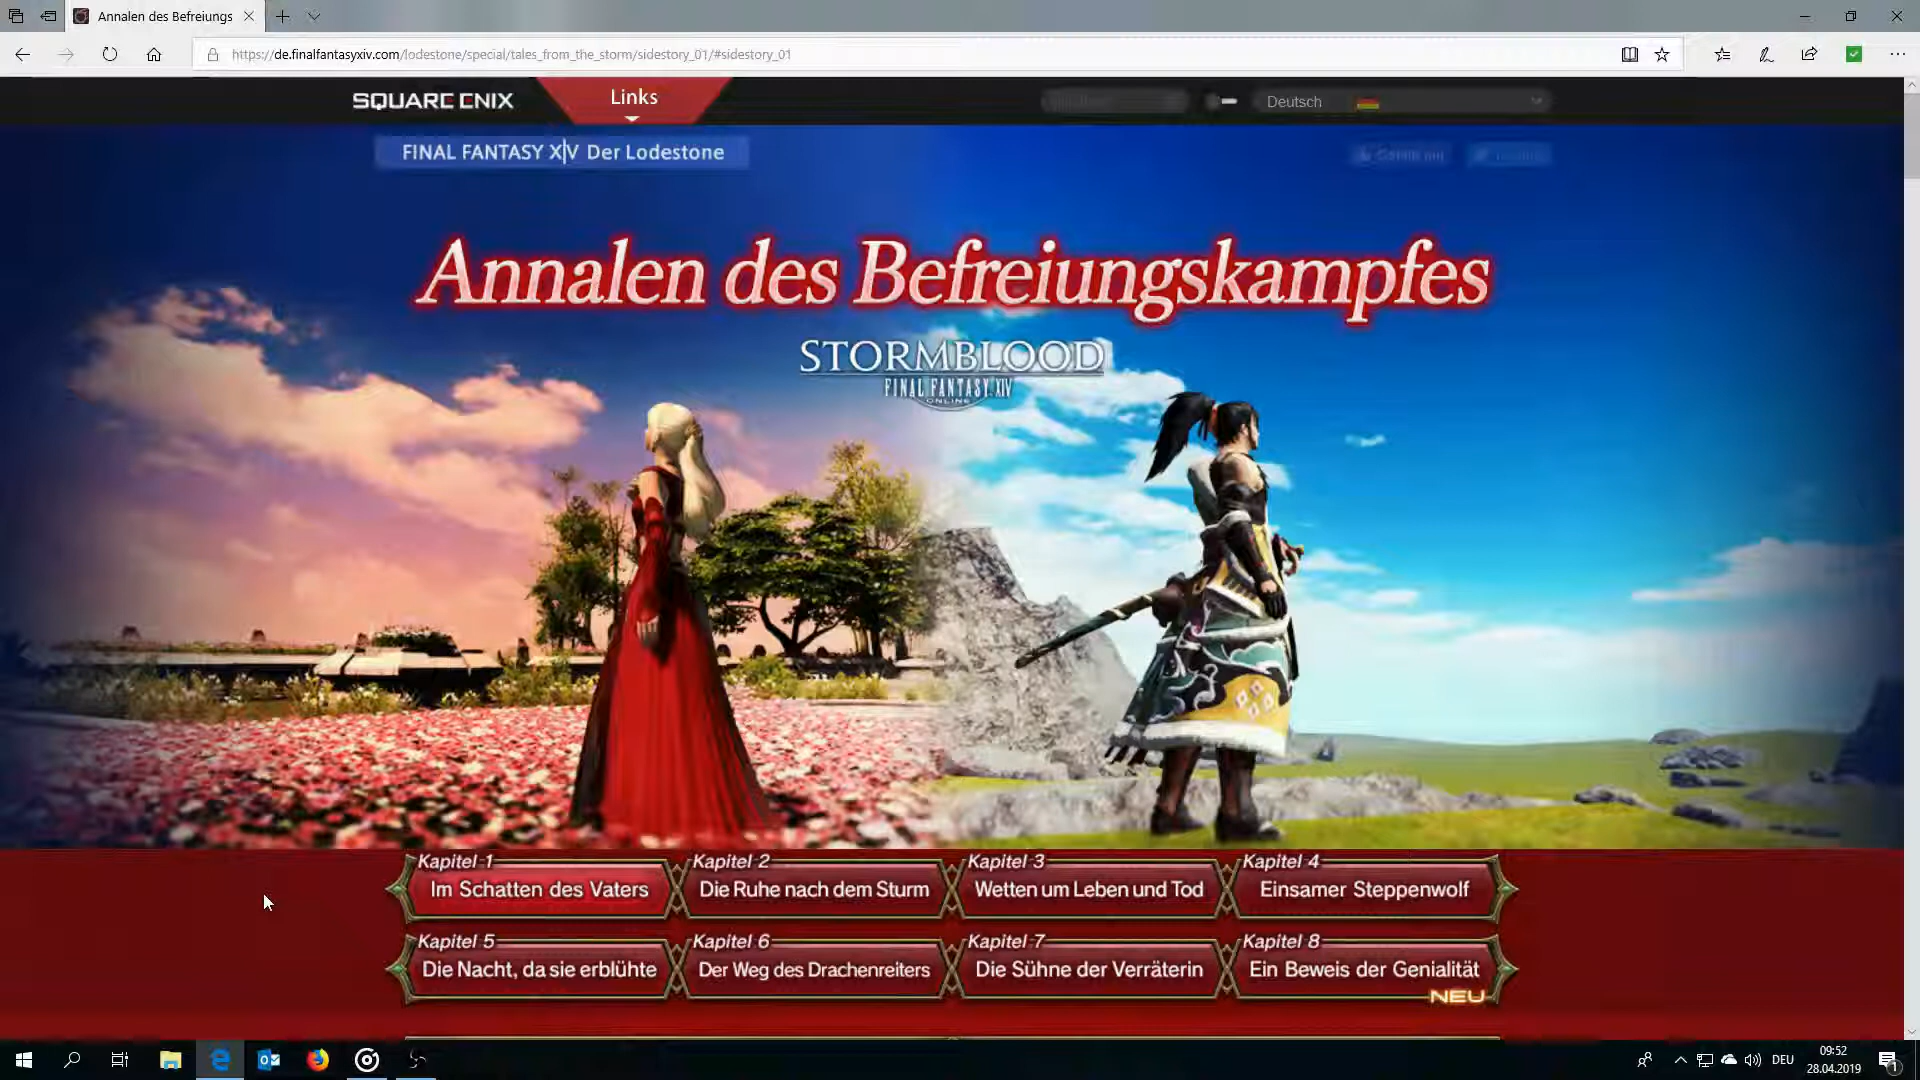 Annalen des Befreiungs
https://de.finalfantasyxiv.com/lodestone/special/tales_from_the_storm/sidestory_01/#sidestory_01
SQUARE ENIX
Links
Deutsch
FINAL FANTASY XIV Der Lodestone
Annalen des Befreiungskampfes
STORMBLOOD
FINAL FANTASY XIV
ONLINE
Kapitel 1
Im Schatten des Vaters
Kapitel 2
Die Ruhe nach dem Sturm
Kapitel 3
Wetten um Leben und Tod
Kapitel 4
Einsamer Steppenwolf
Kapitel 5
Die Nacht, da sie erblühte
Kapitel 6
Der Weg des Drachenreiters
Kapitel 7
Die Sühne der Verräterin
Kapitel 8
Ein Beweis der Genialität
NEU
DEU
09:52
28.04.2019
1